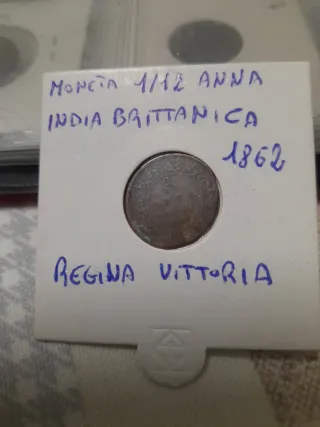 MONETA 1/12 ANNA
INDIA BRITTANICA
1862
REGINA VITTORIA